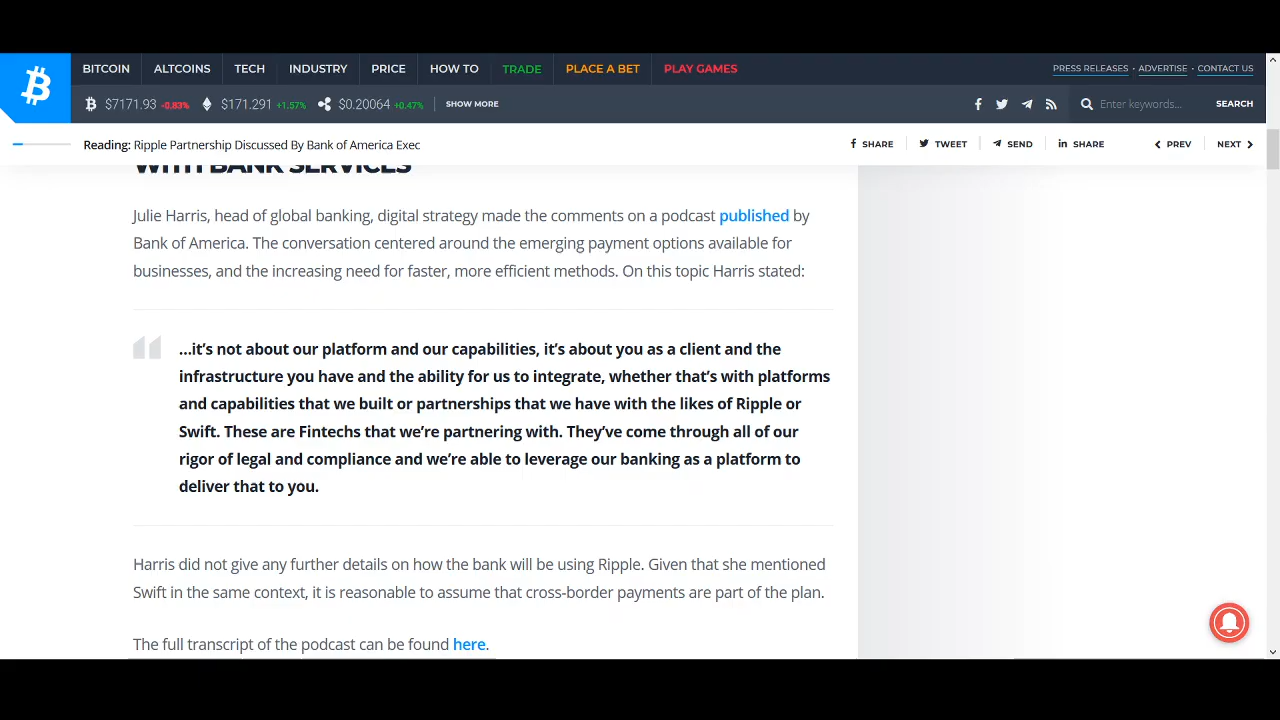 BITCOIN ALTCOINS TECH INDUSTRY PRICE HOW TO TRADE PLACE A BET PLAY GAMES PRESS RELEASES · ADVERTISE · CONTACT US
$7171.93 -0.83% $171.291 +1.57% $0.20064 +0.47% SHOW MORE Enter keywords... SEARCH
Reading: Ripple Partnership Discussed By Bank of America Exec SHARE TWEET SEND SHARE PREV NEXT
WITH BANK SERVICES
Julie Harris, head of global banking, digital strategy made the comments on a podcast published by
Bank of America. The conversation centered around the emerging payment options available for
businesses, and the increasing need for faster, more efficient methods. On this topic Harris stated:
…it’s not about our platform and our capabilities, it’s about you as a client and the
infrastructure you have and the ability for us to integrate, whether that’s with platforms
and capabilities that we built or partnerships that we have with the likes of Ripple or
Swift. These are Fintechs that we’re partnering with. They’ve come through all of our
rigor of legal and compliance and we’re able to leverage our banking as a platform to
deliver that to you.
Harris did not give any further details on how the bank will be using Ripple. Given that she mentioned
Swift in the same context, it is reasonable to assume that cross-border payments are part of the plan.
The full transcript of the podcast can be found here.